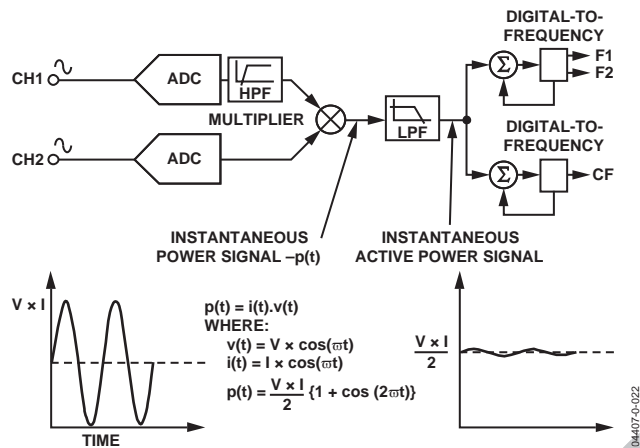 DIGITAL-TO-
FREQUENCY
CH1
ADC
HPF
Σ
F1
F2
MULTIPLIER
LPF
DIGITAL-TO-
FREQUENCY
CH2
ADC
Σ
CF
INSTANTANEOUS
POWER SIGNAL –p(t)
INSTANTANEOUS
ACTIVE POWER SIGNAL
V × I
p(t) = i(t).v(t)
WHERE:
v(t) = V × cos(ϖt)
i(t) = I × cos(ϖt)
p(t) = V × I / 2 {1 + cos (2ϖt)}
TIME
V × I
2
04407-0-022